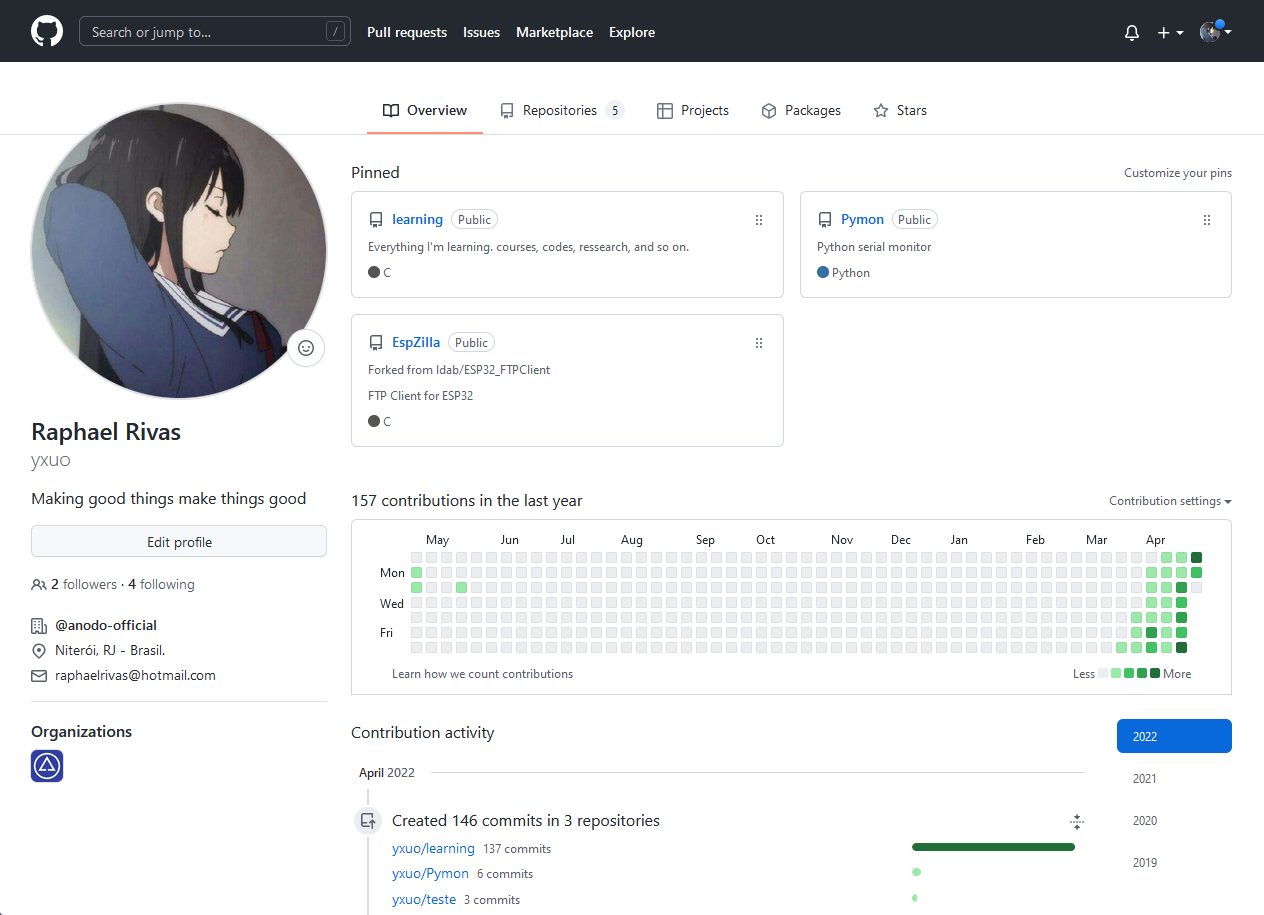 Search or jump to... /
Pull requests Issues Marketplace Explore
Overview Repositories 5 Projects Packages Stars
Raphael Rivas
yxuo
Making good things make things good
Edit profile
2 followers · 4 following
@anodo-official
Niterói, RJ - Brasil.
raphaelrivas@hotmail.com
Organizations
Pinned
Customize your pins
learning Public
Everything I'm learning. courses, codes, ressearch, and so on.
C
Pymon Public
Python serial monitor
Python
EspZilla Public
Forked from ldab/ESP32_FTPClient
FTP Client for ESP32
C
157 contributions in the last year
Contribution settings
May Jun Jul Aug Sep Oct Nov Dec Jan Feb Mar Apr
Mon
Wed
Fri
Learn how we count contributions
Less More
Contribution activity
2022
2021
2020
2019
April 2022
Created 146 commits in 3 repositories
yxuo/learning 137 commits
yxuo/Pymon 6 commits
yxuo/teste 3 commits